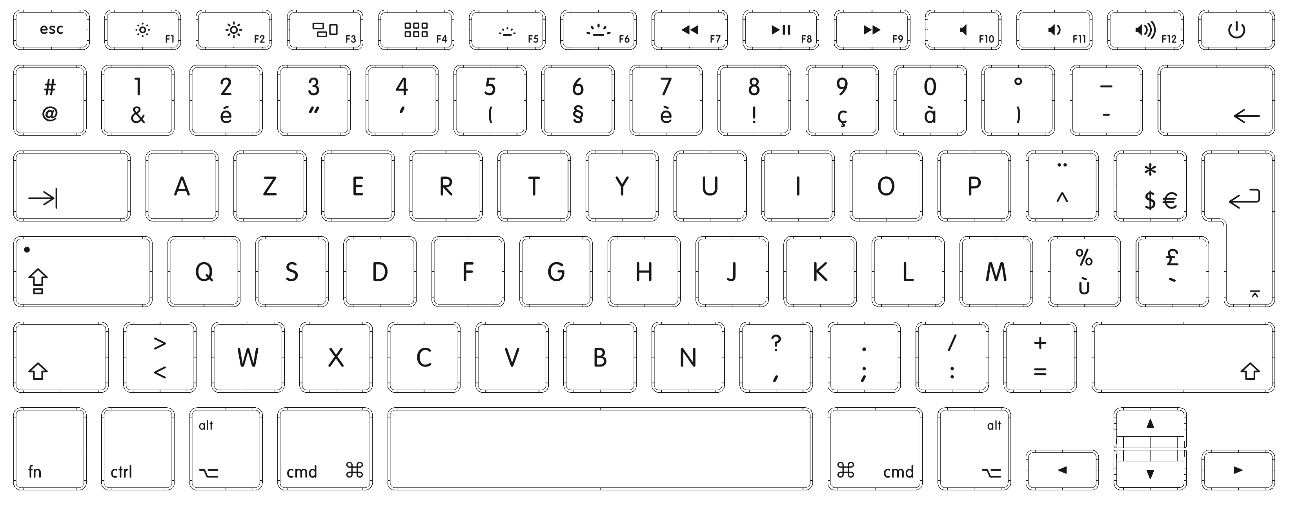 esc F1 F2 F3 F4 F5 F6 F7 F8 F9 F10 F11 F12
# 1 2 3 4 5 6 7 8 9 0 ° _
@ & é " ' ( § è ! ç à ) -
A Z E R T Y U I O P ¨ *
^ $ €
Q S D F G H J K L M % £
ù `
> W X C V B N ? . / +
< , ; : =
alt alt
fn ctrl cmd ⌘ ⌘ cmd